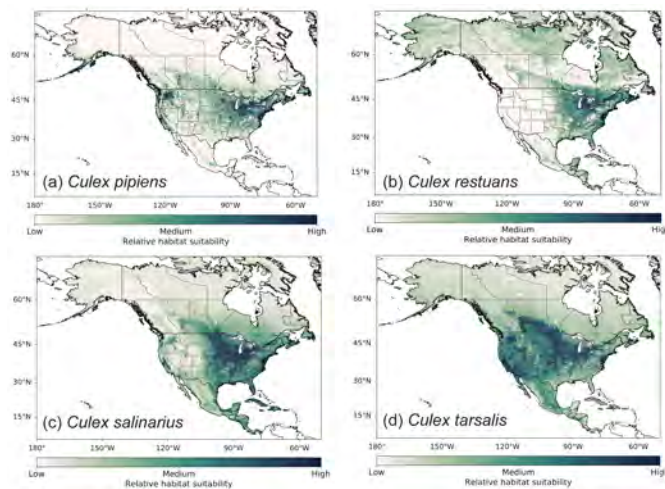 60°N
45°N
30°N
15°N
(a) Culex pipiens
180° 150°W 120°W 90°W 60°W
Low Medium High
Relative habitat suitability
60°N
45°N
30°N
15°N
(b) Culex restuans
180° 150°W 120°W 90°W 60°W
Low Medium High
Relative habitat suitability
60°N
45°N
30°N
15°N
(c) Culex salinarius
180° 150°W 120°W 90°W 60°W
Low Medium High
Relative habitat suitability
60°N
45°N
30°N
15°N
(d) Culex tarsalis
180° 150°W 120°W 90°W 60°W
Low Medium High
Relative habitat suitability